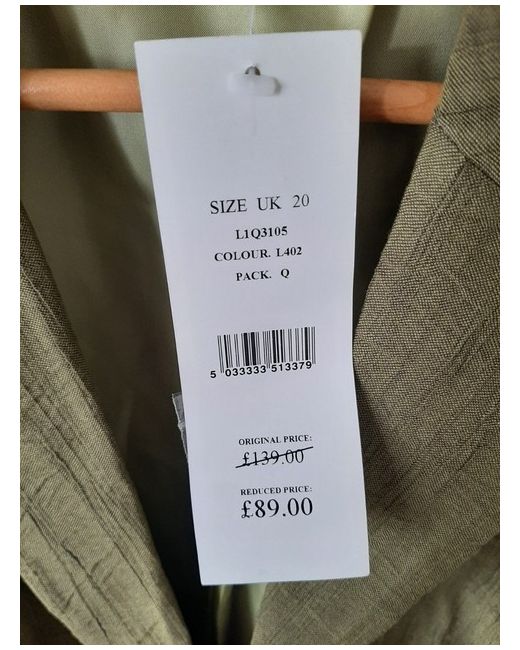 SIZE UK 20
L1Q3105
COLOUR. L402
PACK. Q
5 033333 513379
ORIGINAL PRICE:
£139.00
REDUCED PRICE:
£89.00